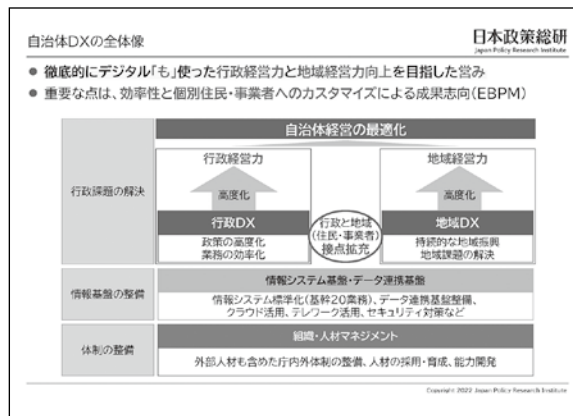 自治体DXの全体像
日本政策総研
Japan Policy Research Institute
● 徹底的にデジタル「も」使った行政経営力と地域経営力向上を目指した営み
● 重要な点は、効率性と個別住民・事業者へのカスタマイズによる成果志向(EBPM)
自治体経営の最適化
行政課題の解決
行政経営力
地域経営力
高度化
高度化
行政DX
行政と地域
(住民・事業者)
接点拡充
地域DX
政策の高度化
業務の効率化
持続的な地域振興
地域課題の解決
情報基盤の整備
情報システム基盤・データ連携基盤
情報システム標準化(基幹20業務)、データ連携基盤整備、
クラウド活用、テレワーク活用、セキュリティ対策など
体制の整備
組織・人材マネジメント
外部人材も含めた庁内外体制の整備、人材の採用・育成、能力開発
Copyright 2022 Japan Policy Research Institute